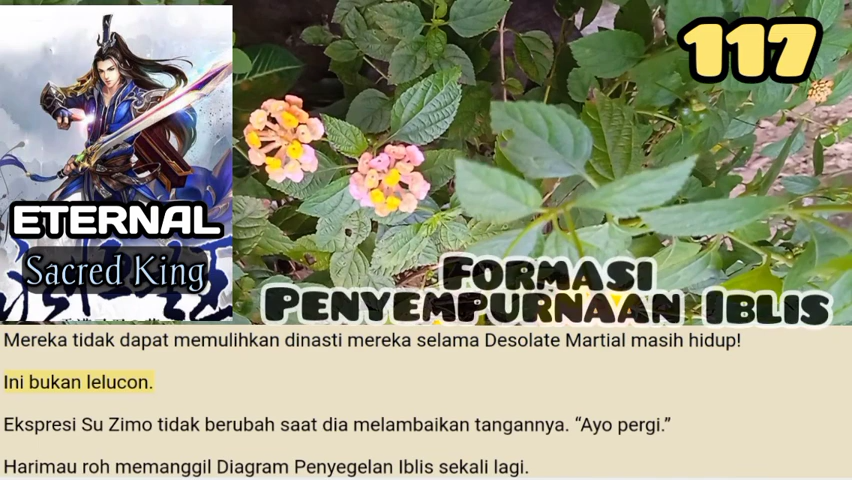 117
ETERNAL
Sacred King
FORMASI
PENYEMPURNAAN IBLIS
Mereka tidak dapat memulihkan dinasti mereka selama Desolate Martial masih hidup!
Ini bukan lelucon.
Ekspresi Su Zimo tidak berubah saat dia melambaikan tangannya. “Ayo pergi.”
Harimau roh memanggil Diagram Penyegelan Iblis sekali lagi.